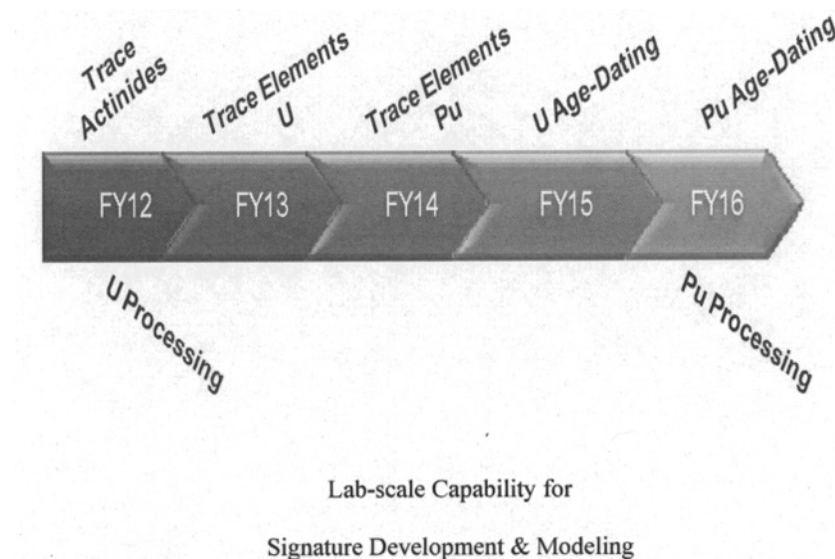 Trace
Actinides
Trace Elements
U
Trace Elements
Pu
U Age-Dating
Pu Age-Dating
FY12
FY13
FY14
FY15
FY16
U Processing
Pu Processing
Lab-scale Capability for
Signature Development & Modeling